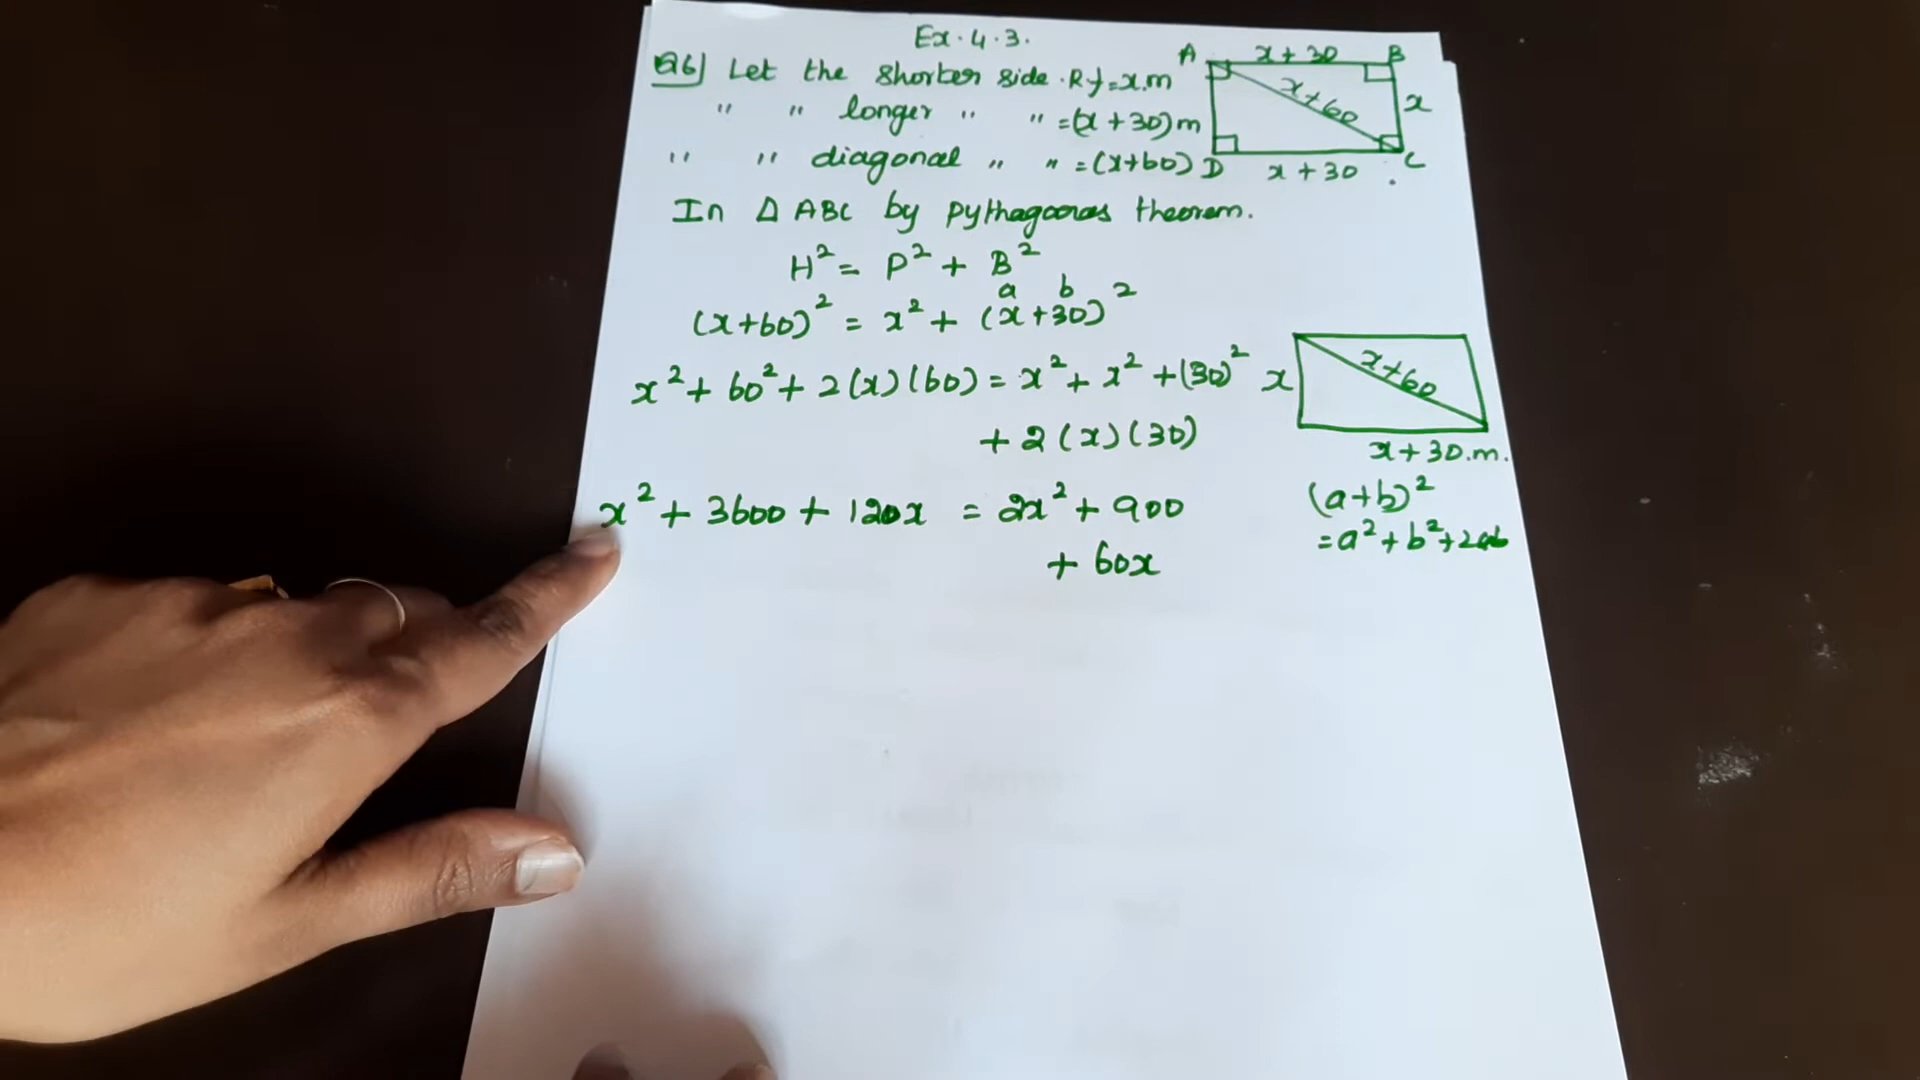 Ex. 4.3.
Q6) Let the shorter side = x.m
" " longer " " = (x + 30) m
" " diagonal " " = (x+60)
A x + 30 B
x+60
x
D x + 30 C
In Δ ABC by pythagoras theorem.
H² = P² + B²
a b
(x+60)² = x² + (x+30)²
x² + 60² + 2(x)(60) = x² + x² + (30)²
+ 2(x)(30)
x² + 3600 + 120x = 2x² + 900
+ 60x
x+60
x
x+30.m.
(a+b)²
=a²+b²+2ab